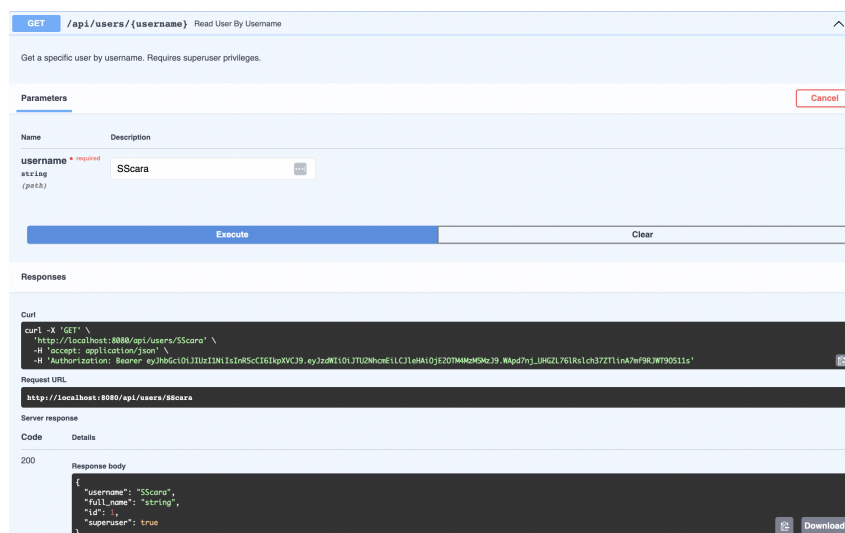 GET /api/users/{username} Read User By Username
Get a specific user by username. Requires superuser privileges.
Parameters
Cancel
Name Description
username * required
string
(path)
SScara
Execute
Clear
Responses
Curl
curl -X 'GET' \
'http://localhost:8080/api/users/SScara' \
-H 'accept: application/json' \
-H 'Authorization: Bearer eyJhbGciOiJIUzI1NiIsInR5cCI6IkpXVCJ9.eyJzdWIiOiJTU2NhcmEiLCJleHAiOjE2OTM4MzM5MzJ9.WApd7nj_UHGZL76lRslch37ZTlinA7mf9RJWT9O511s'
Request URL
http://localhost:8080/api/users/SScara
Server response
Code Details
200
Response body
{
"username": "SScara",
"full_name": "string",
"id": 1,
"superuser": true
}
Download